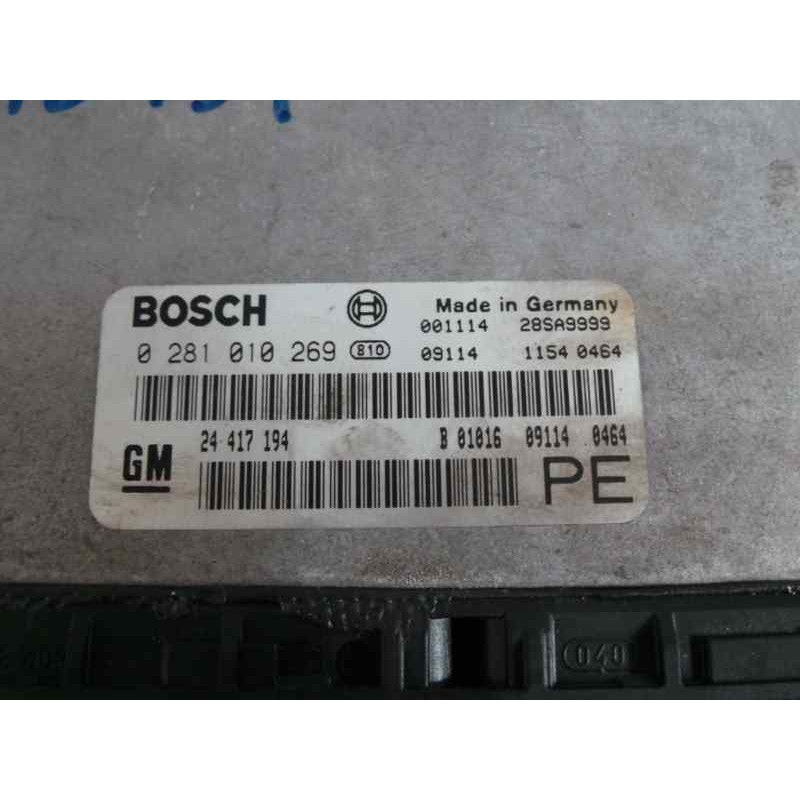 BOSCH Made in Germany
001114 28SA9999
0 281 010 269 810 09114 1154 0464
GM 24 417 194 B 01016 09114 0464
PE
040